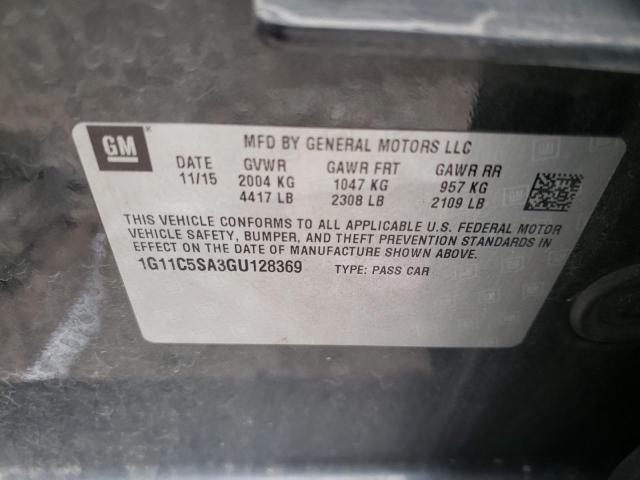 GM MFD BY GENERAL MOTORS LLC
DATE GVWR GAWR FRT GAWR RR
11/15 2004 KG 1047 KG 957 KG
4417 LB 2308 LB 2109 LB
THIS VEHICLE CONFORMS TO ALL APPLICABLE U.S. FEDERAL MOTOR
VEHICLE SAFETY, BUMPER, AND THEFT PREVENTION STANDARDS IN
EFFECT ON THE DATE OF MANUFACTURE SHOWN ABOVE.
1G11C5SA3GU128369 TYPE: PASS CAR